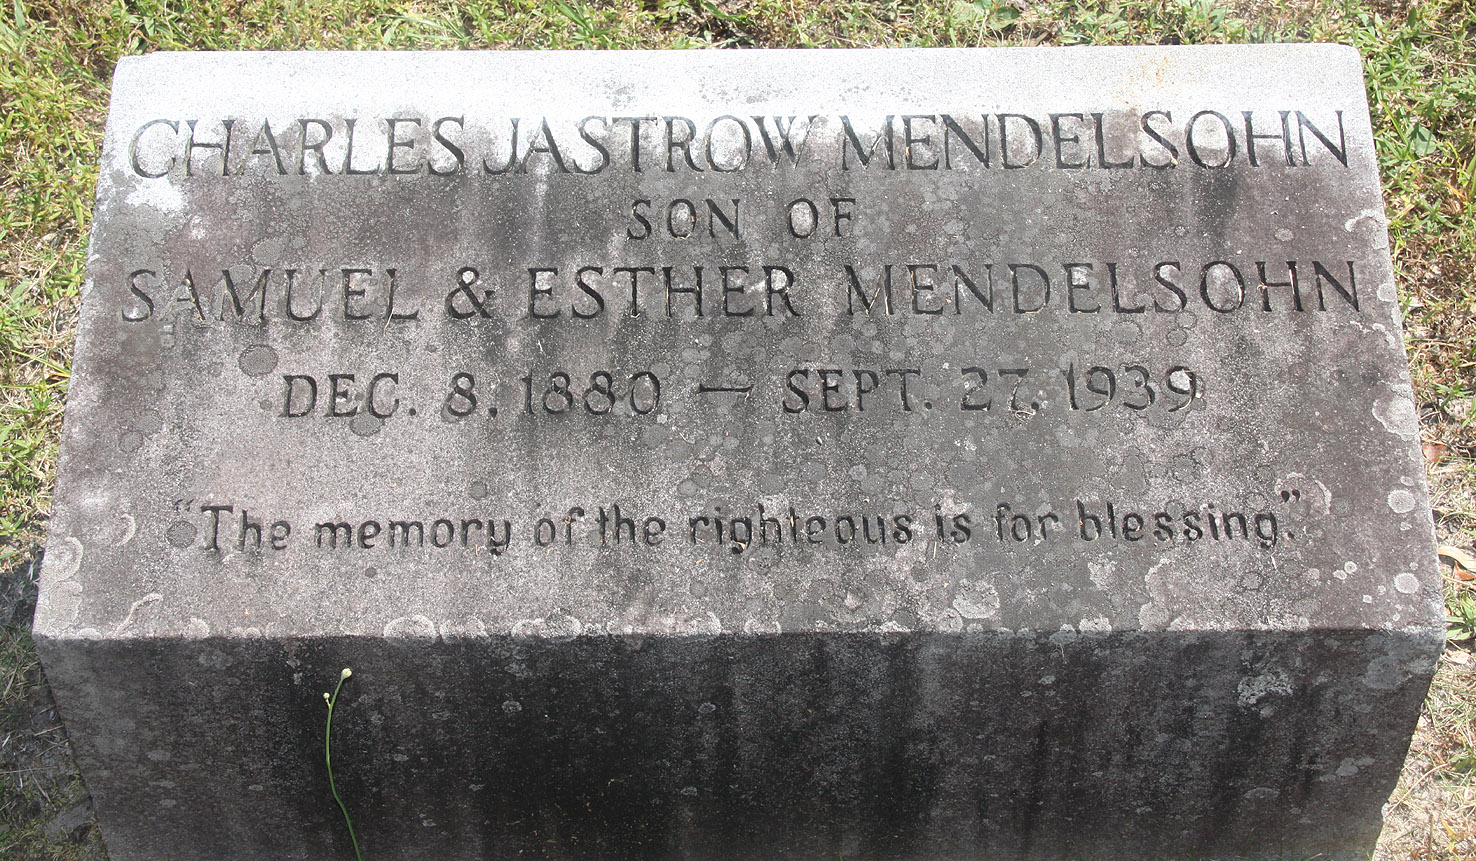 CHARLES JASTROW MENDELSOHN
SON OF
SAMUEL & ESTHER MENDELSOHN
DEC. 8. 1880 — SEPT. 27. 1939
"The memory of the righteous is for blessing."